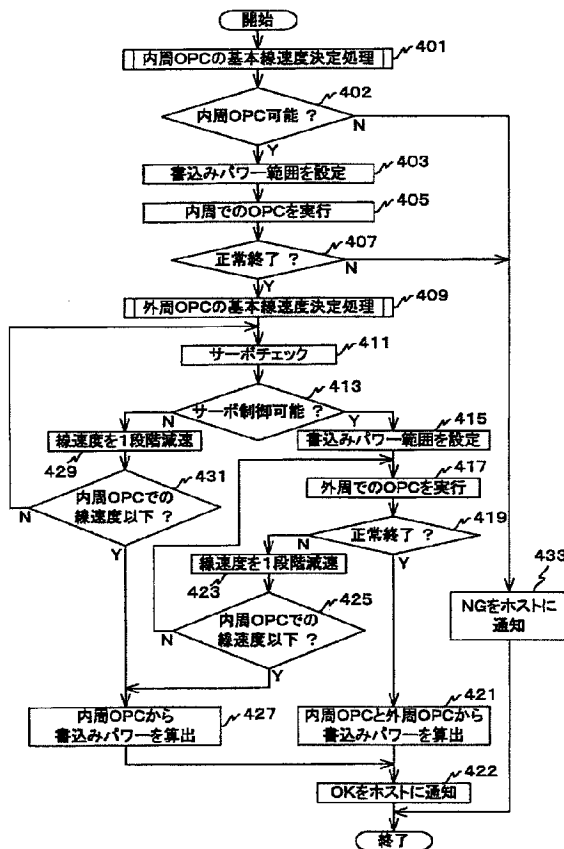 開始
内周OPCの基本線速度決定処理
401
402
内周OPC可能 ?
N
Y
403
書込みパワー範囲を設定
405
内周でのOPCを実行
407
正常終了 ?
N
Y
外周OPCの基本線速度決定処理
409
サーボチェック
411
413
N
サーボ制御可能 ?
Y
415
線速度を1段階減速
429
書込みパワー範囲を設定
417
431
内周OPCでの
線速度以下 ?
N
Y
外周でのOPCを実行
419
N
正常終了 ?
Y
線速度を1段階減速
423
425
内周OPCでの
線速度以下 ?
N
Y
433
NGをホストに
通知
内周OPCから
書込みパワーを算出
427
421
内周OPCと外周OPCから
書込みパワーを算出
422
OKをホストに通知
終了